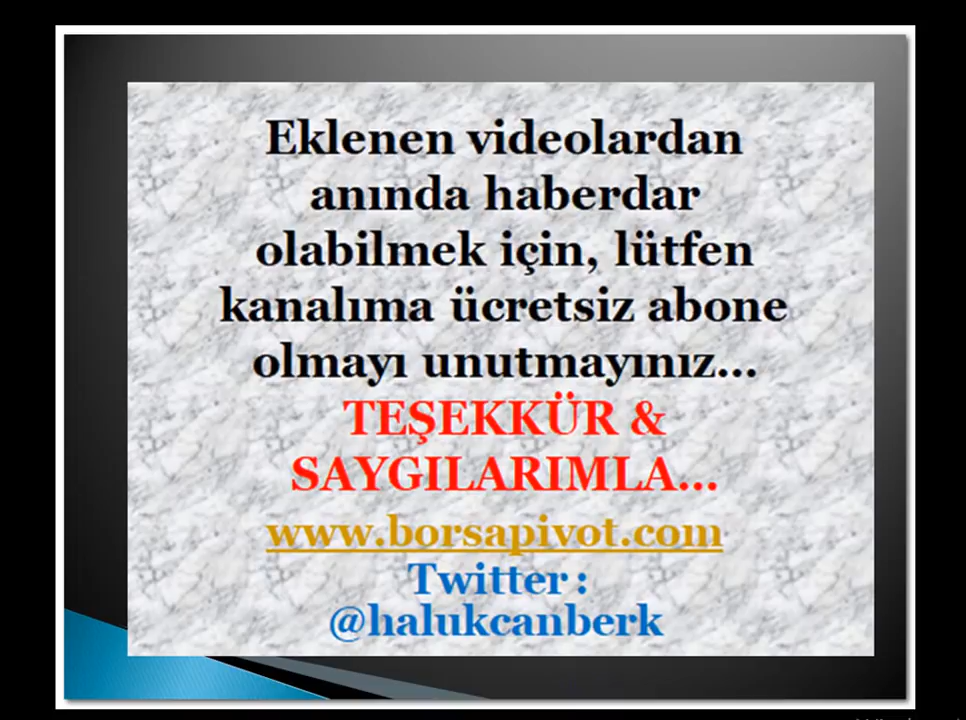 Eklenen videolardan
anında haberdar
olabilmek için, lütfen
kanalıma ücretsiz abone
olmayı unutmayınız...
TEŞEKKÜR &
SAYGILARIMLA...
www.borsapivot.com
Twitter :
@halukcanberk